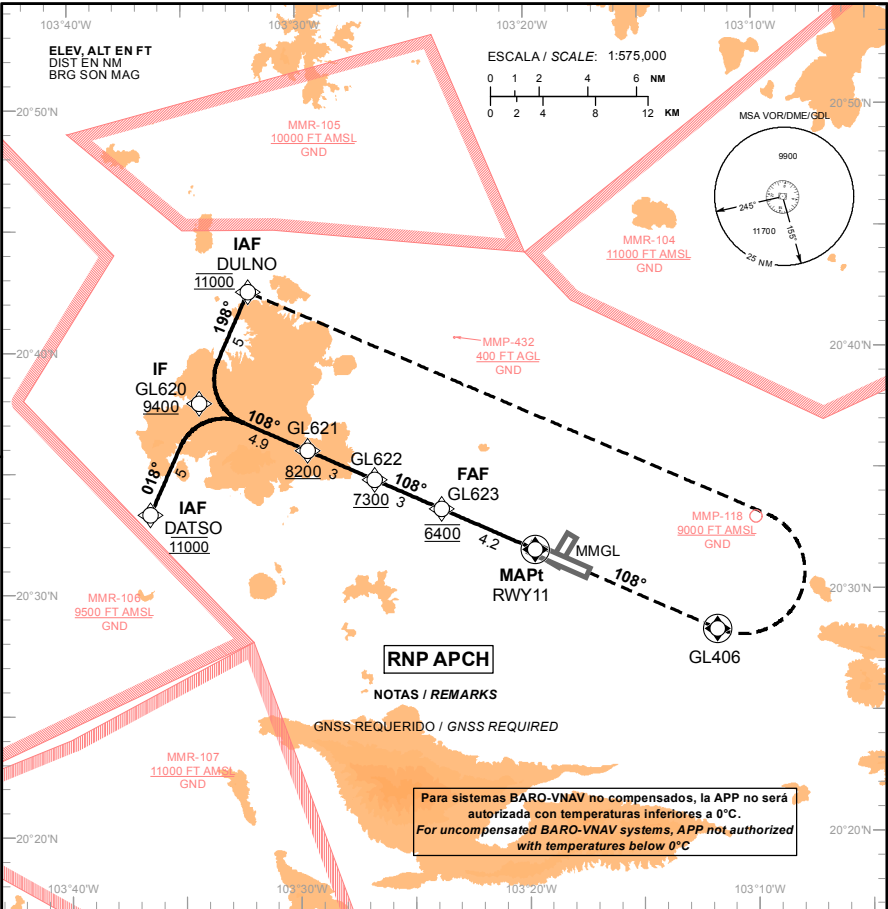 103°40'W
103°30'W
103°20'W
103°10'W
ELEV, ALT EN FT
DIST EN NM
BRG SON MAG
ESCALA / SCALE: 1:575,000
0 1 2 4 6 NM
0 2 4 8 12 KM
20°50'N
20°50'N
MSA VOR/DME/GDL
9900
245°
11700
155°
25 NM
MMR-105
10000 FT AMSL
GND
MMR-104
11000 FT AMSL
GND
IAF
DULNO
11000
198°
5
MMP-432
400 FT AGL
GND
20°40'N
20°40'N
IF
GL620
9400
108°
4.9
GL621
8200
3
GL622
7300
108°
3
FAF
GL623
6400
4.2
018°
5
IAF
DATSO
11000
MMP-118
9000 FT AMSL
GND
MMGL
MAPt
RWY11
108°
GL406
20°30'N
20°30'N
MMR-106
9500 FT AMSL
GND
RNP APCH
NOTAS / REMARKS
GNSS REQUERIDO / GNSS REQUIRED
MMR-107
11000 FT AMSL
GND
Para sistemas BARO-VNAV no compensados, la APP no será
autorizada con temperaturas inferiores a 0°C.
For uncompensated BARO-VNAV systems, APP not authorized
with temperatures below 0°C
20°20'N
20°20'N
103°40'W
103°30'W
103°20'W
103°10'W